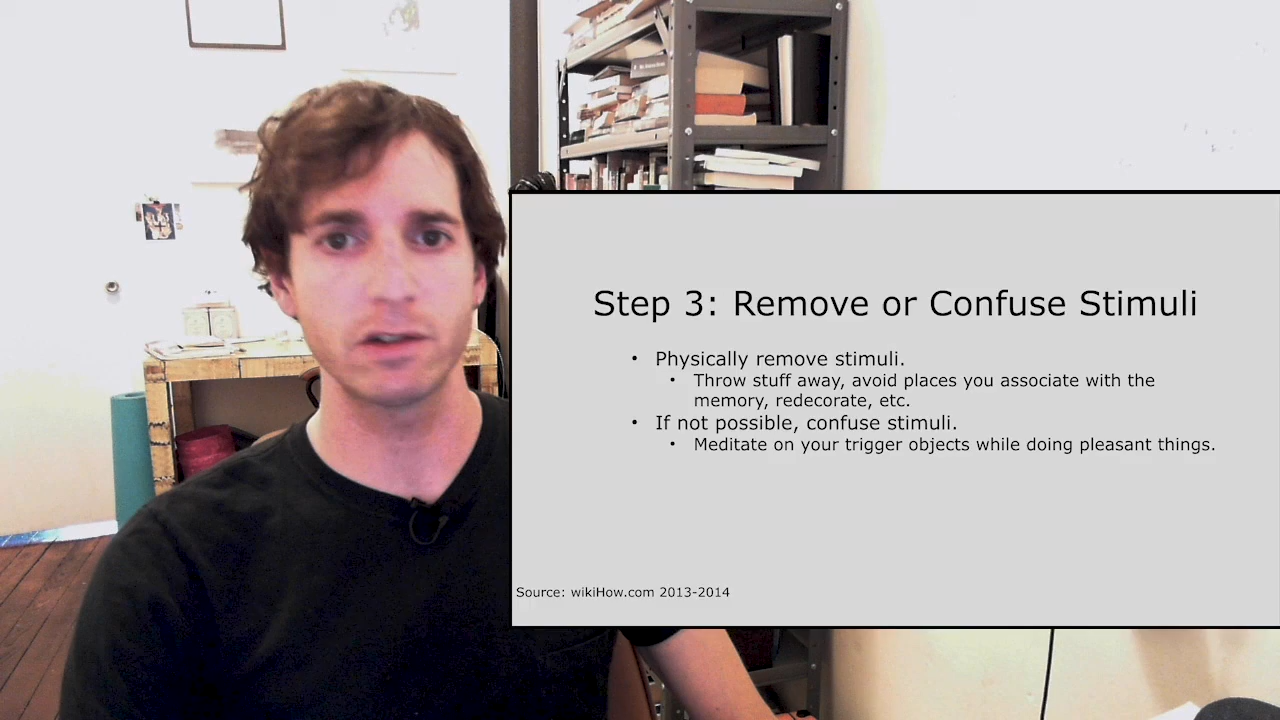 Step 3: Remove or Confuse Stimuli
• Physically remove stimuli.
• Throw stuff away, avoid places you associate with the
memory, redecorate, etc.
• If not possible, confuse stimuli.
• Meditate on your trigger objects while doing pleasant things.
Source: wikiHow.com 2013-2014